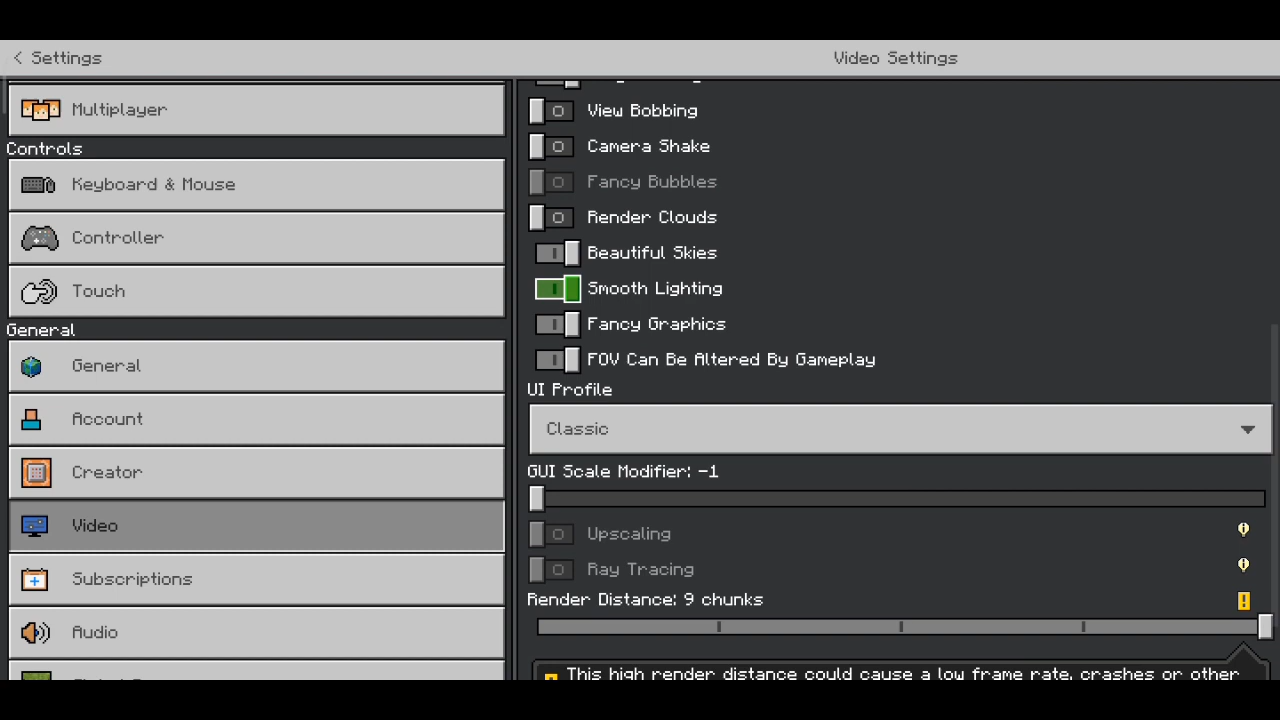 Settings
Video Settings
Multiplayer
Controls
Keyboard & Mouse
Controller
Touch
General
General
Account
Creator
Video
Subscriptions
Audio
View Bobbing
Camera Shake
Fancy Bubbles
Render Clouds
Beautiful Skies
Smooth Lighting
Fancy Graphics
FOV Can Be Altered By Gameplay
UI Profile
Classic
GUI Scale Modifier: -1
Upscaling
Ray Tracing
Render Distance: 9 chunks
This high render distance could cause a low frame rate, crashes or other